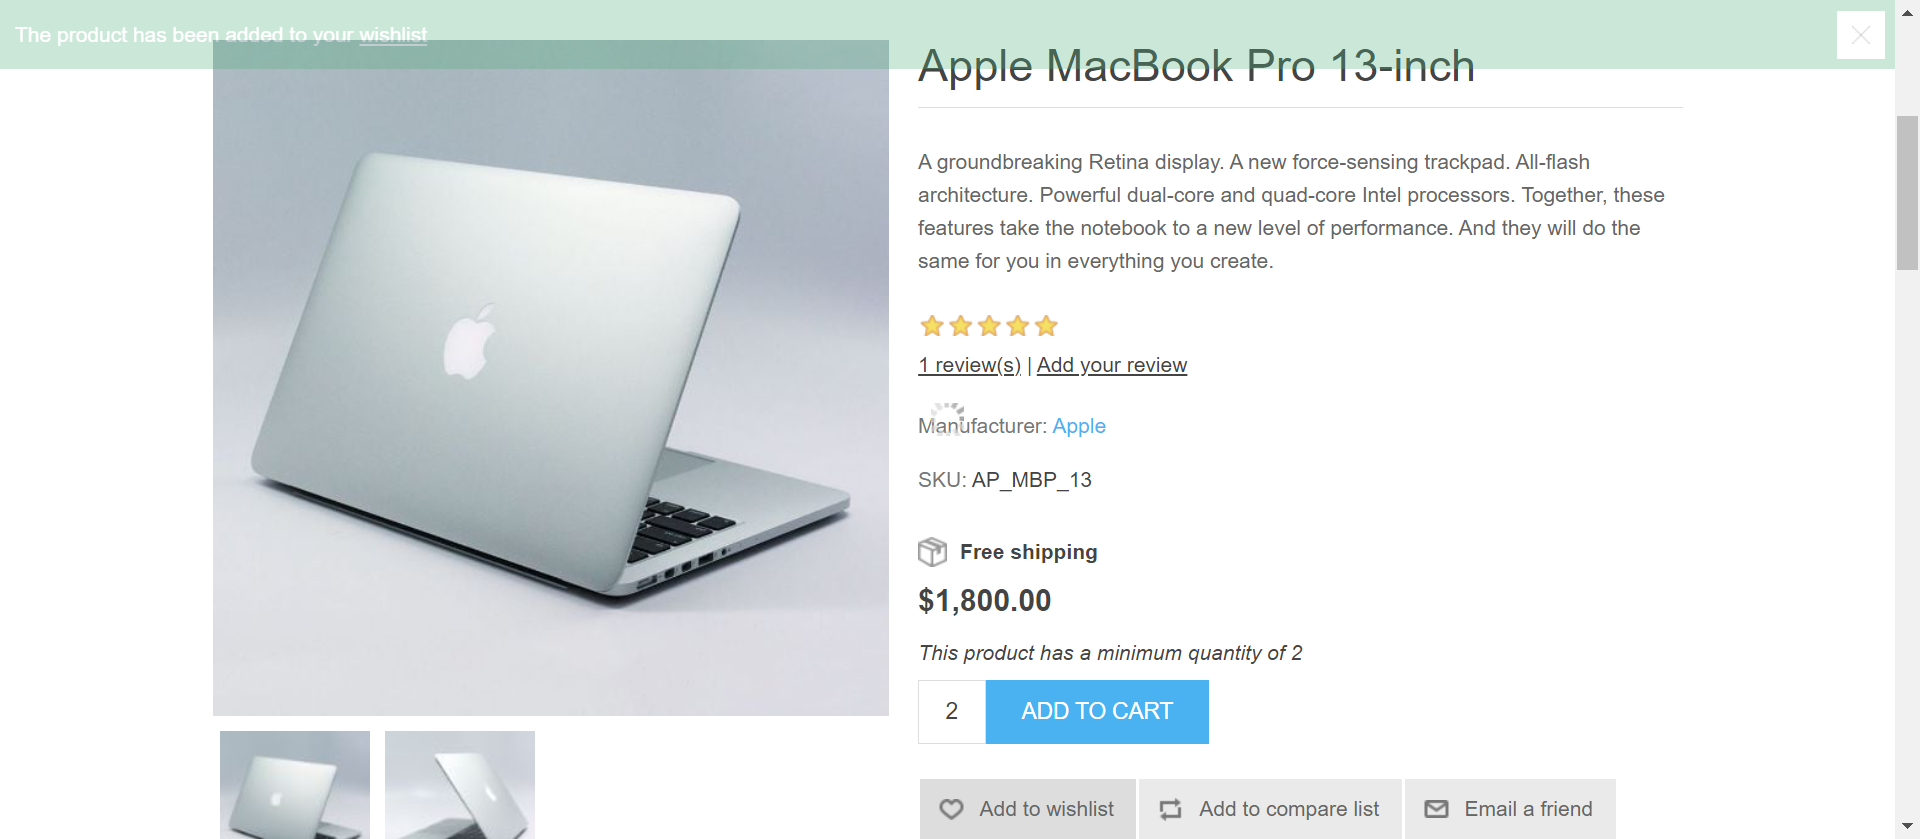 The product has been added to your wishlist
Apple MacBook Pro 13-inch
A groundbreaking Retina display. A new force-sensing trackpad. All-flash
architecture. Powerful dual-core and quad-core Intel processors. Together, these
features take the notebook to a new level of performance. And they will do the
same for you in everything you create.
1 review(s) | Add your review
Manufacturer: Apple
SKU: AP_MBP_13
Free shipping
$1,800.00
This product has a minimum quantity of 2
2 ADD TO CART
Add to wishlist Add to compare list Email a friend